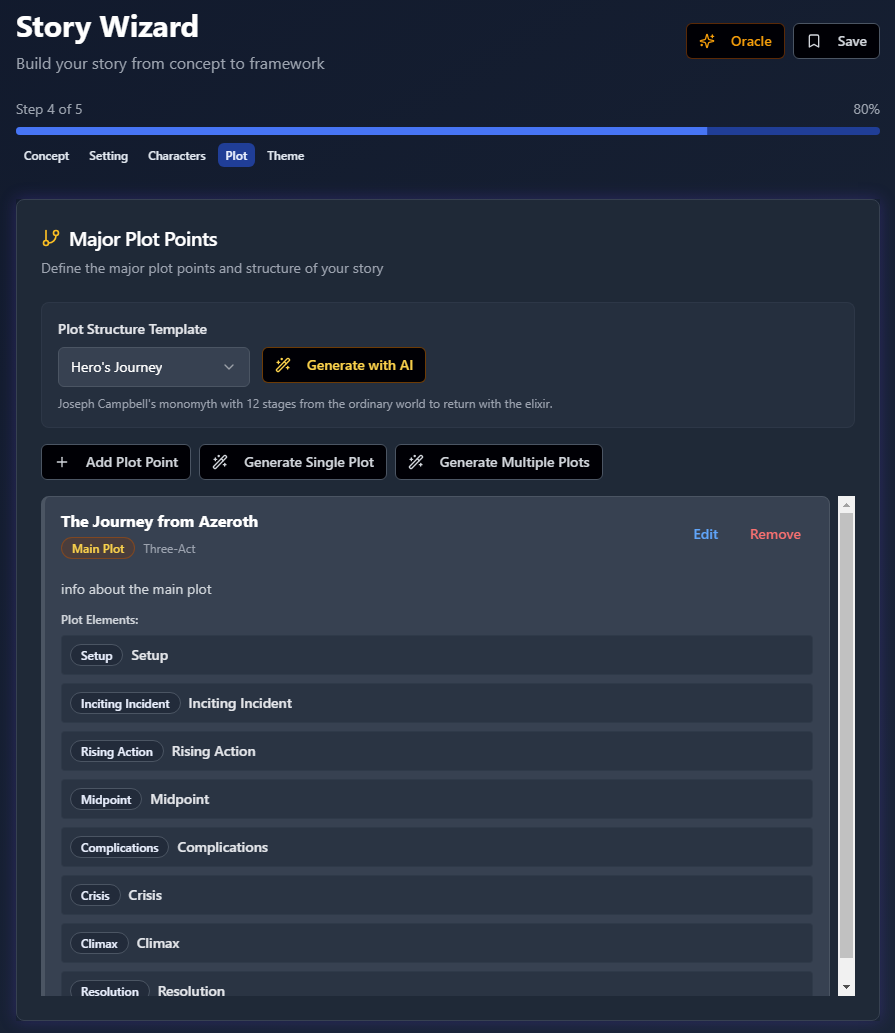 Story Wizard
Oracle
Save
Build your story from concept to framework
Step 4 of 5
80%
Concept
Setting
Characters
Plot
Theme
Major Plot Points
Define the major plot points and structure of your story
Plot Structure Template
Hero's Journey
Generate with AI
Joseph Campbell's monomyth with 12 stages from the ordinary world to return with the elixir.
Add Plot Point
Generate Single Plot
Generate Multiple Plots
The Journey from Azeroth
Edit
Remove
Main Plot
Three-Act
info about the main plot
Plot Elements:
Setup Setup
Inciting Incident Inciting Incident
Rising Action Rising Action
Midpoint Midpoint
Complications Complications
Crisis Crisis
Climax Climax
Resolution Resolution